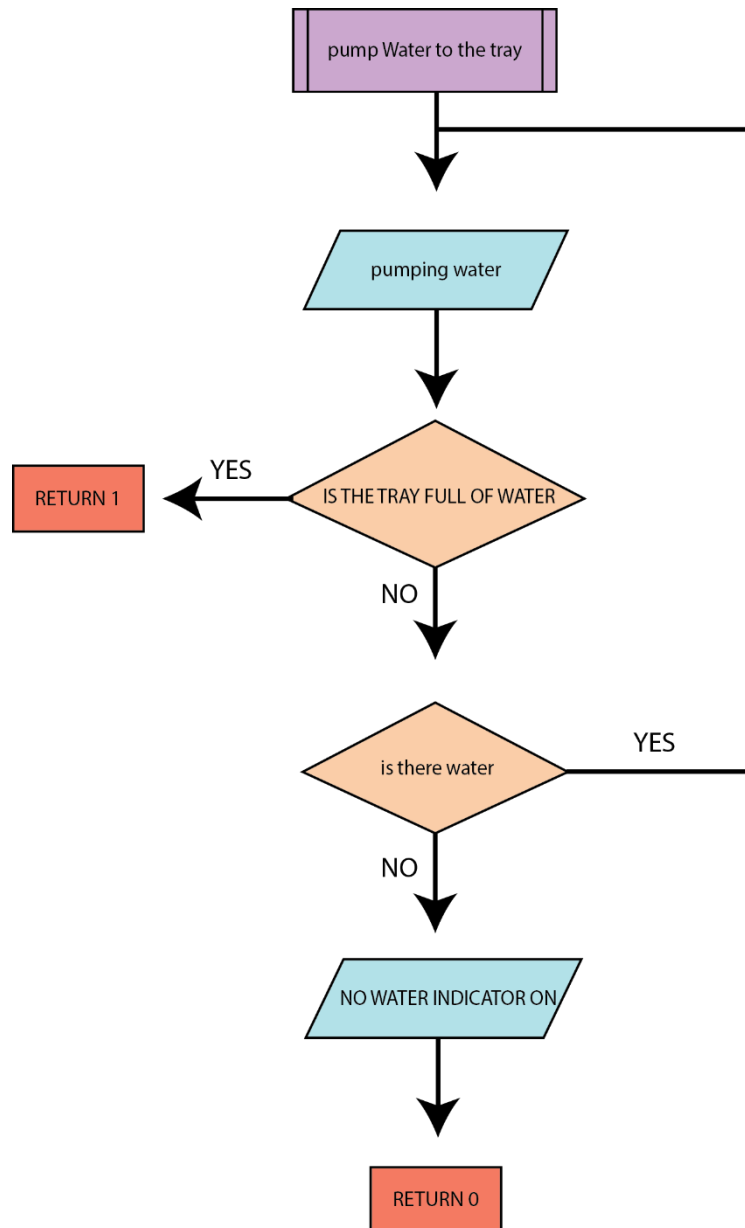 pump Water to the tray
pumping water
YES
RETURN 1
IS THE TRAY FULL OF WATER
NO
is there water
YES
NO
NO WATER INDICATOR ON
RETURN 0